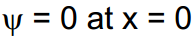 ψ = 0 at x = 0